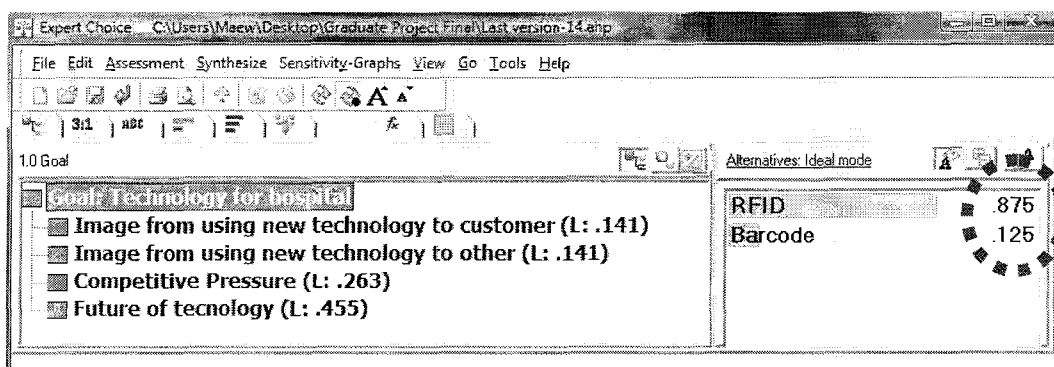 Expert Choice C:\Users\Maew\Desktop\Graduate Project Final\Last version-14.ahp
File Edit Assessment Synthesize Sensitivity-Graphs View Go Tools Help
A A
3:1 ABC fx
1.0 Goal
Alternatives: Ideal mode
Goal: Technology for hospital
Image from using new technology to customer (L: .141)
Image from using new technology to other (L: .141)
Competitive Pressure (L: .263)
Future of tecnology (L: .455)
RFID .875
Barcode .125